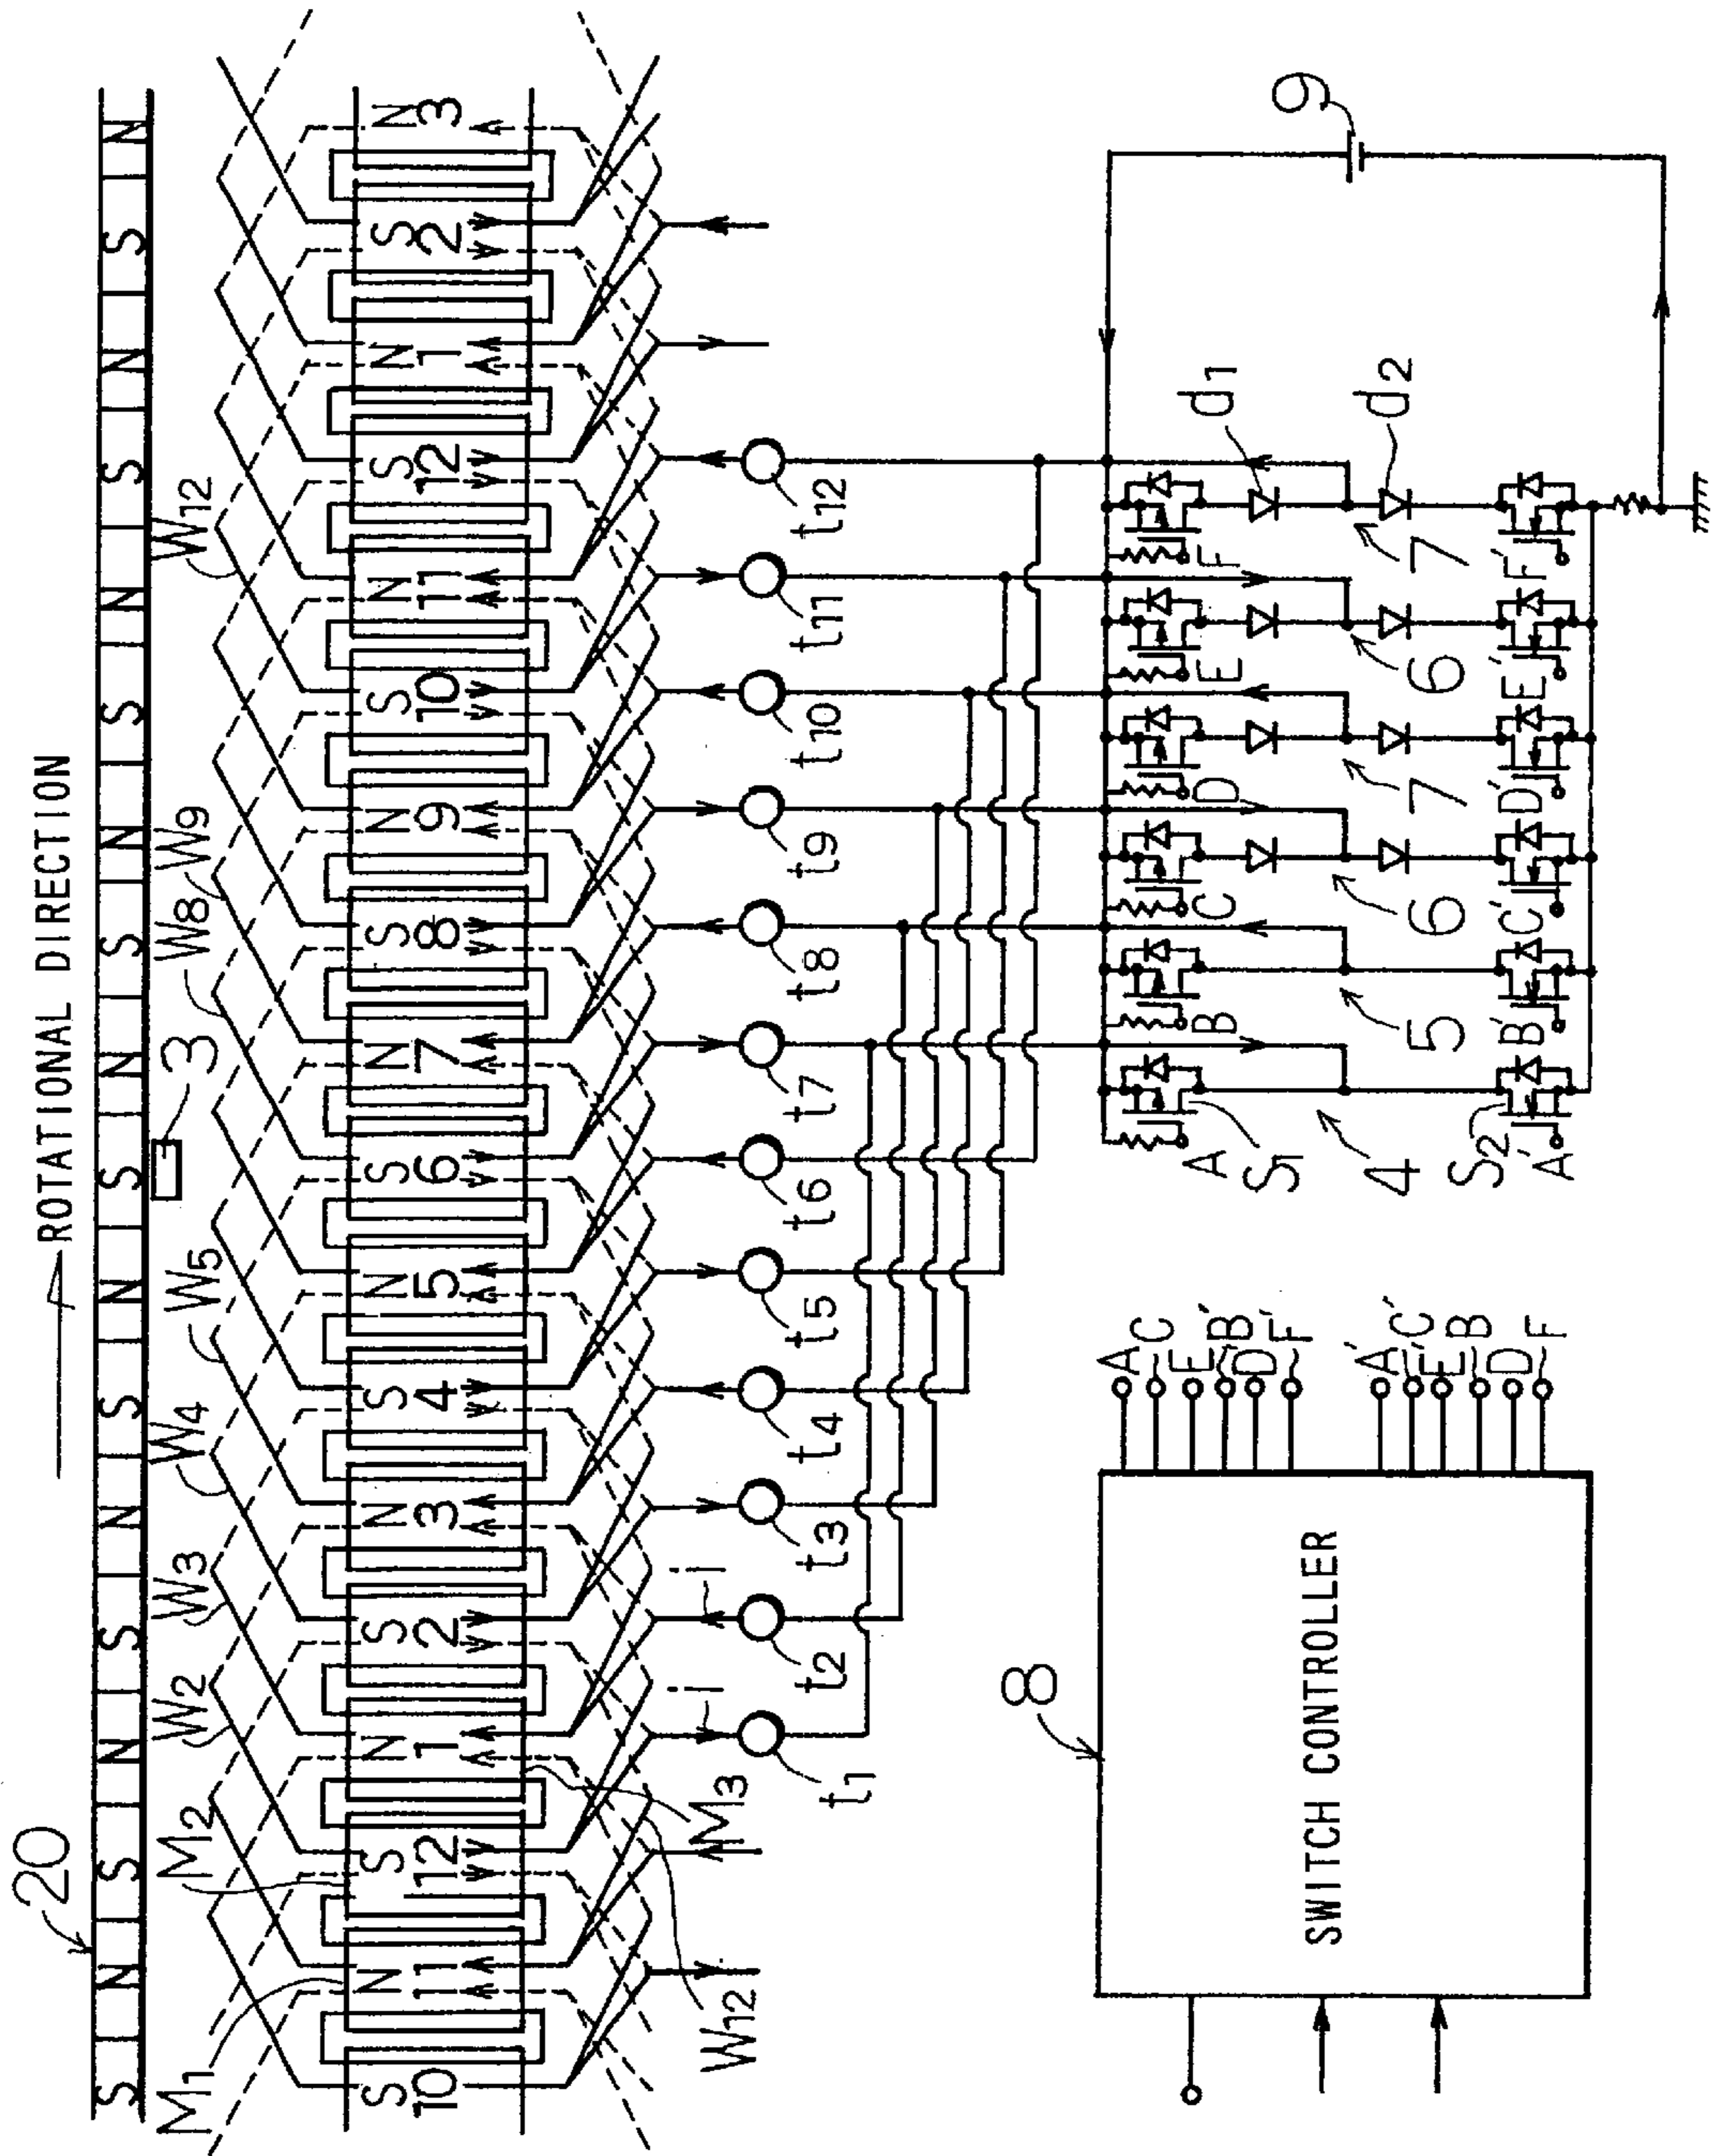 ROTATIONAL DIRECTION
20
S N S N S N S N S N S N S N S N S N
3
M1 M2 W2 W3 W4 W5 W8 W9 W12
S N S N S N S N S N S N S N S N S N
10 11 12 1 2 3 4 5 6 7 8 9 10 11 12 1 2 3
W12 M3 i i
t1 t2 t3 t4 t5 t6 t7 t8 t9 t10 t11 t12
8
SWITCH CONTROLLER
A
C
E
B'
D'
F'
A'
C'
E'
B
D
F
A B C D E F
S1 d1
4 5 6 7 6 7
S2 d2
A' B' C' D' E' F'
9